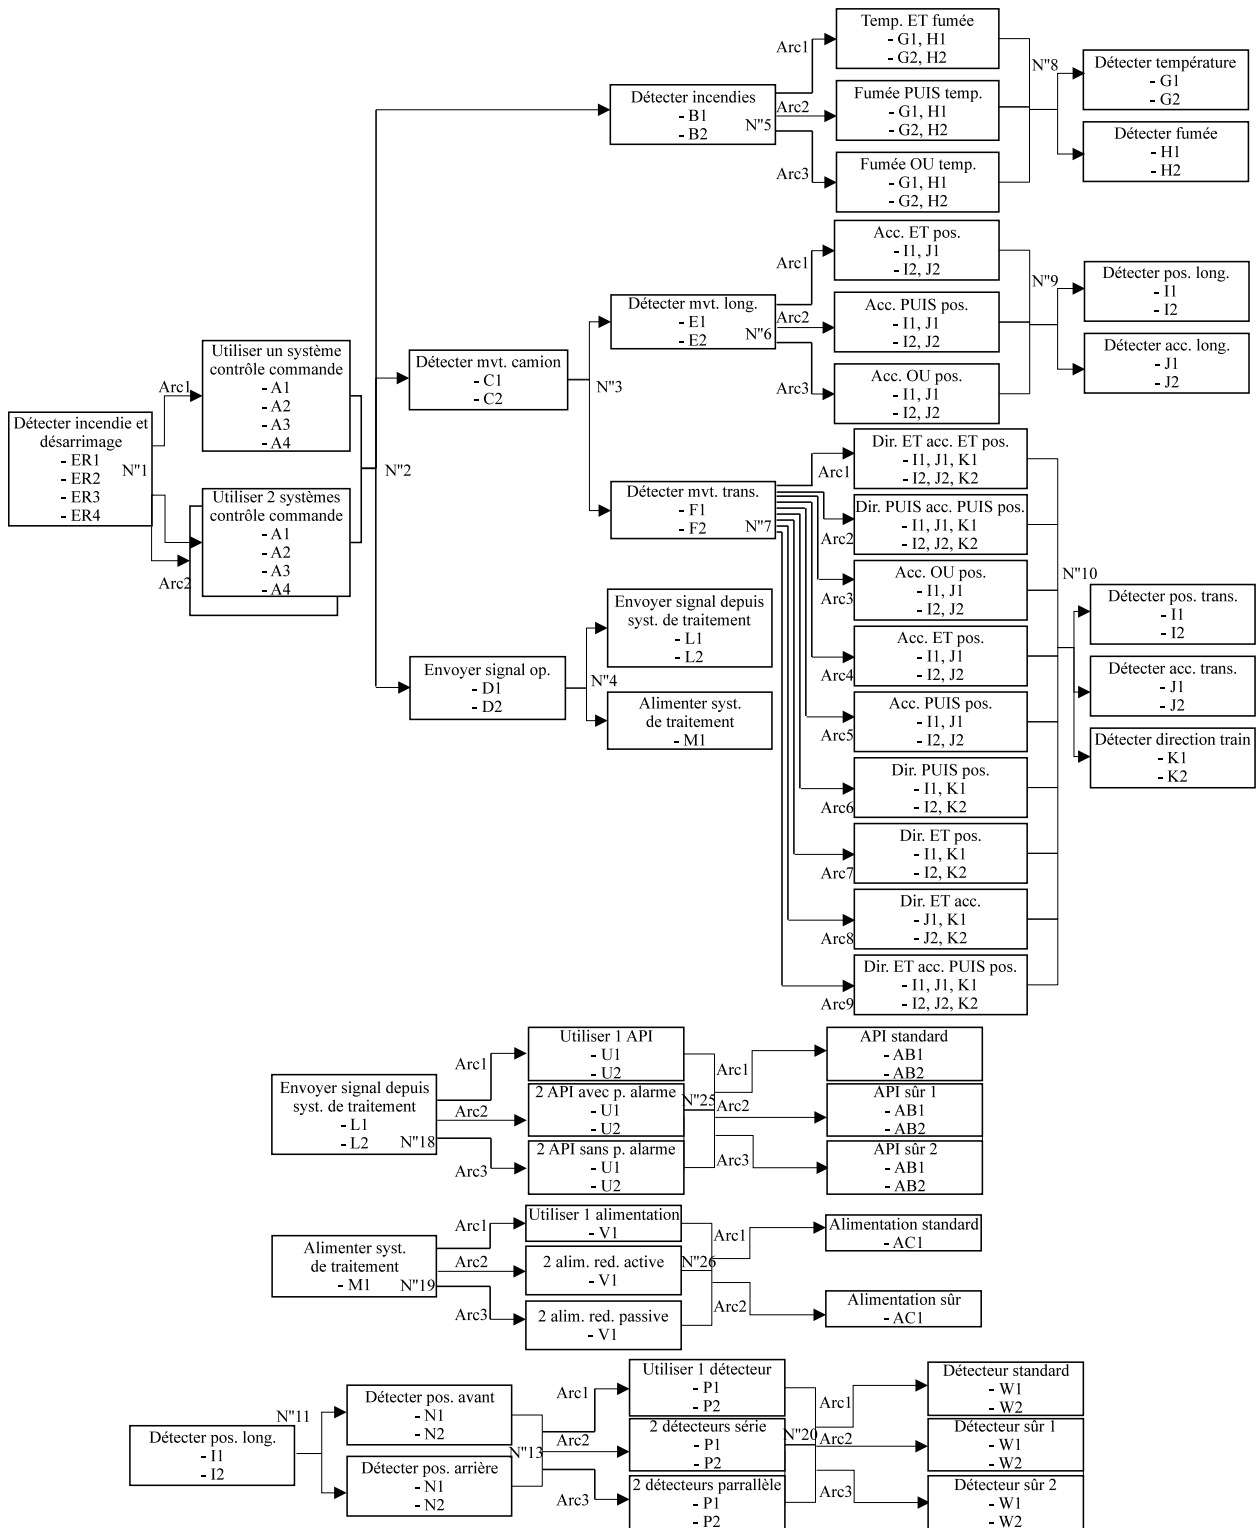 Temp. ET fumée
- G1, H1
- G2, H2
Arc1
N"8
Détecter température
- G1
- G2
Détecter incendies
- B1
- B2
N"5
Arc2
Fumée PUIS temp.
- G1, H1
- G2, H2
Détecter fumée
- H1
- H2
Arc3
Fumée OU temp.
- G1, H1
- G2, H2
Acc. ET pos.
- I1, J1
- I2, J2
Arc1
N"9
Détecter pos. long.
- I1
- I2
Détecter mvt. long.
- E1
- E2
N"6
Arc2
Acc. PUIS pos.
- I1, J1
- I2, J2
Détecter acc. long.
- J1
- J2
Arc3
Acc. OU pos.
- I1, J1
- I2, J2
Utiliser un système
contrôle commande
- A1
- A2
- A3
- A4
Arc1
Détecter mvt. camion
- C1
- C2
N"3
Détecter incendie et
désarrimage
- ER1
- ER2
- ER3
- ER4
N"1
N"2
Utiliser 2 systèmes
contrôle commande
- A1
- A2
- A3
- A4
Arc2
Détecter mvt. trans.
- F1
- F2
N"7
Arc1
Dir. ET acc. ET pos.
- I1, J1, K1
- I2, J2, K2
Arc2
Dir. PUIS acc. PUIS pos.
- I1, J1, K1
- I2, J2, K2
Arc3
Acc. OU pos.
- I1, J1
- I2, J2
N"10
Détecter pos. trans.
- I1
- I2
Envoyer signal depuis
syst. de traitement
- L1
- L2
Arc4
Acc. ET pos.
- I1, J1
- I2, J2
Envoyer signal op.
- D1
- D2
N"4
Détecter acc. trans.
- J1
- J2
Alimenter syst.
de traitement
- M1
Arc5
Acc. PUIS pos.
- I1, J1
- I2, J2
Détecter direction train
- K1
- K2
Arc6
Dir. PUIS pos.
- I1, K1
- I2, K2
Arc7
Dir. ET pos.
- I1, K1
- I2, K2
Arc8
Dir. ET acc.
- J1, K1
- J2, K2
Arc9
Dir. ET acc. PUIS pos.
- I1, J1, K1
- I2, J2, K2
Envoyer signal depuis
syst. de traitement
- L1
- L2
N"18
Arc1
Utiliser 1 API
- U1
- U2
Arc2
2 API avec p. alarme
- U1
- U2
Arc3
2 API sans p. alarme
- U1
- U2
N"25
Arc1
API standard
- AB1
- AB2
Arc2
API sûr 1
- AB1
- AB2
Arc3
API sûr 2
- AB1
- AB2
Alimenter syst.
de traitement
- M1
N"19
Arc1
Utiliser 1 alimentation
- V1
Arc2
2 alim. red. active
- V1
Arc3
2 alim. red. passive
- V1
N"26
Arc1
Alimentation standard
- AC1
Arc2
Alimentation sûr
- AC1
Détecter pos. long.
- I1
- I2
N"11
Détecter pos. avant
- N1
- N2
Détecter pos. arrière
- N1
- N2
N"13
Arc1
Utiliser 1 détecteur
- P1
- P2
Arc2
2 détecteurs série
- P1
- P2
Arc3
2 détecteurs parrallèle
- P1
- P2
N"20
Arc1
Détecteur standard
- W1
- W2
Arc2
Détecteur sûr 1
- W1
- W2
Arc3
Détecteur sûr 2
- W1
- W2